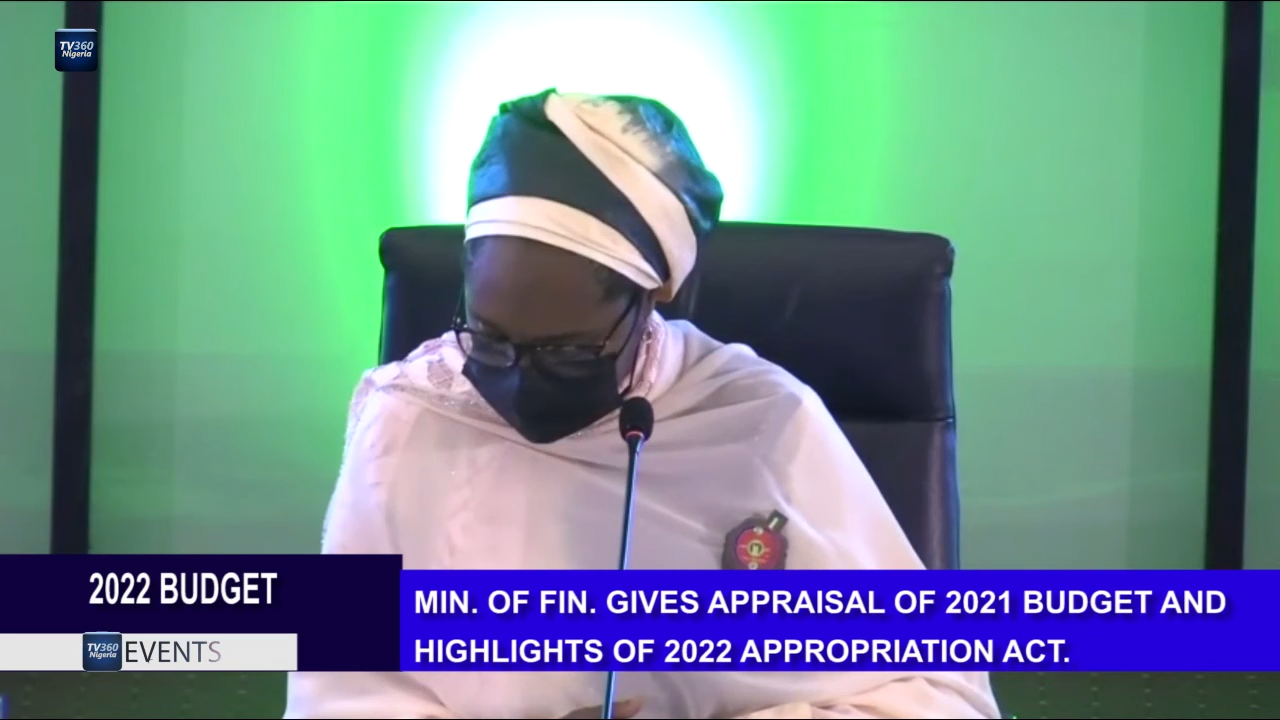 TV360
Nigeria
2022 BUDGET
MIN. OF FIN. GIVES APPRAISAL OF 2021 BUDGET AND
HIGHLIGHTS OF 2022 APPROPRIATION ACT.
TV360
Nigeria
EVENTS